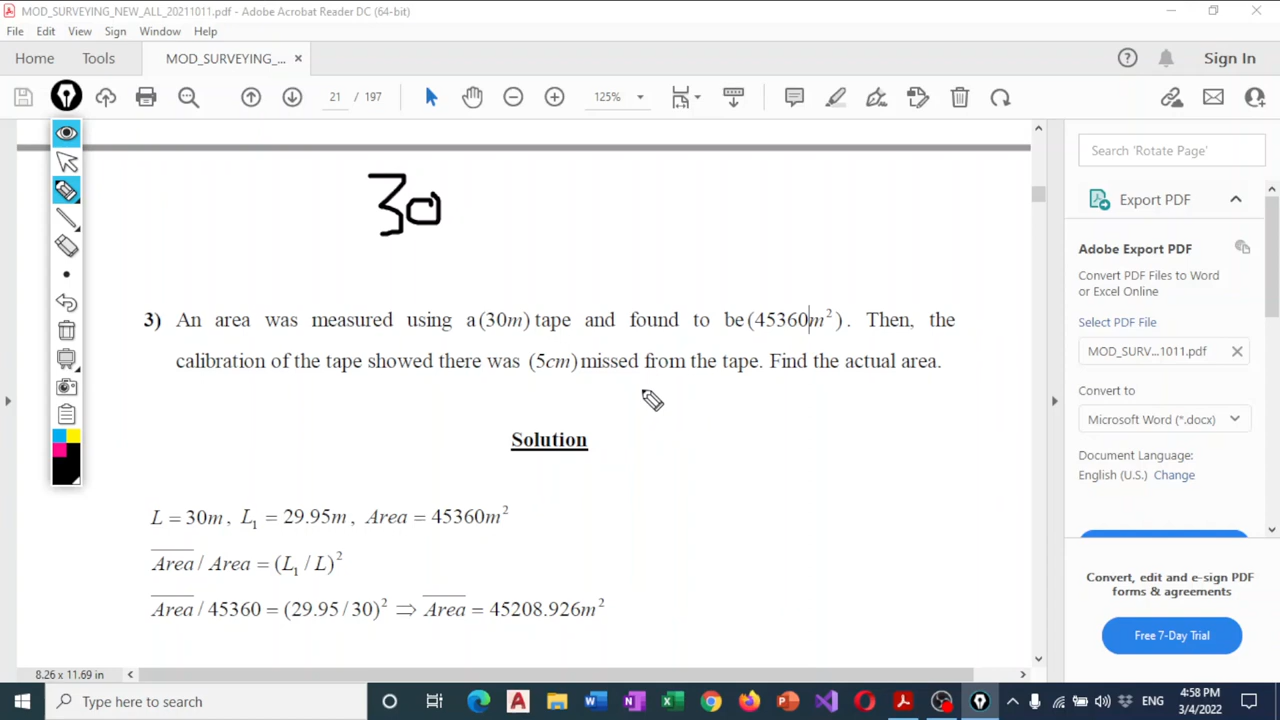 MOD_SURVEYING_NEW_ALL_20211011.pdf - Adobe Acrobat Reader DC (64-bit)
File Edit View Sign Window Help
Home Tools MOD_SURVEYING_... × Sign In
21 / 197 125%
30
Search 'Rotate Page'
Export PDF
Adobe Export PDF
Convert PDF Files to Word
or Excel Online
Select PDF File
MOD_SURV...1011.pdf
Convert to
Microsoft Word (*.docx)
Document Language:
English (U.S.) Change
Convert, edit and e-sign PDF
forms & agreements
Free 7-Day Trial
3) An area was measured using a (30m) tape and found to be (45360m²). Then, the
calibration of the tape showed there was (5cm) missed from the tape. Find the actual area.
Solution
L = 30m, L₁ = 29.95m, Area = 45360m²
A̅r̅e̅a̅ / Area = (L₁ / L)²
A̅r̅e̅a̅ / 45360 = (29.95 / 30)² ⇒ A̅r̅e̅a̅ = 45208.926m²
8.26 x 11.69 in
Type here to search
ENG
4:58 PM
3/4/2022